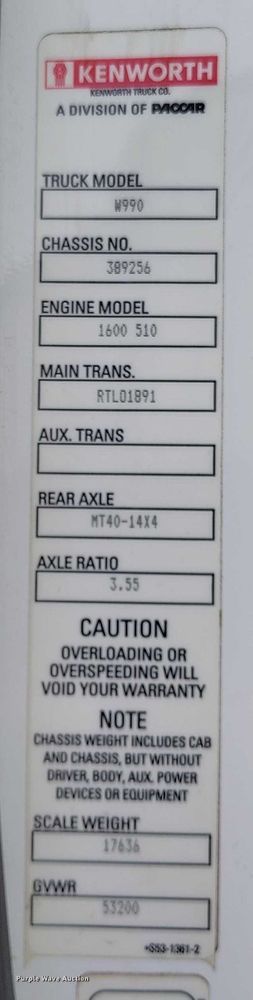 KENWORTH
KENWORTH TRUCK CO.
A DIVISION OF PACCAR
TRUCK MODEL
W990
CHASSIS NO.
389256
ENGINE MODEL
1600 510
MAIN TRANS.
RTLO1891
AUX. TRANS
REAR AXLE
MT40-14X4
AXLE RATIO
3.55
CAUTION
OVERLOADING OR
OVERSPEEDING WILL
VOID YOUR WARRANTY
NOTE
CHASSIS WEIGHT INCLUDES CAB
AND CHASSIS, BUT WITHOUT
DRIVER, BODY, AUX. POWER
DEVICES OR EQUIPMENT
SCALE WEIGHT
17636
GVWR
53200
•S53-1361-2
Purple Wave Auction